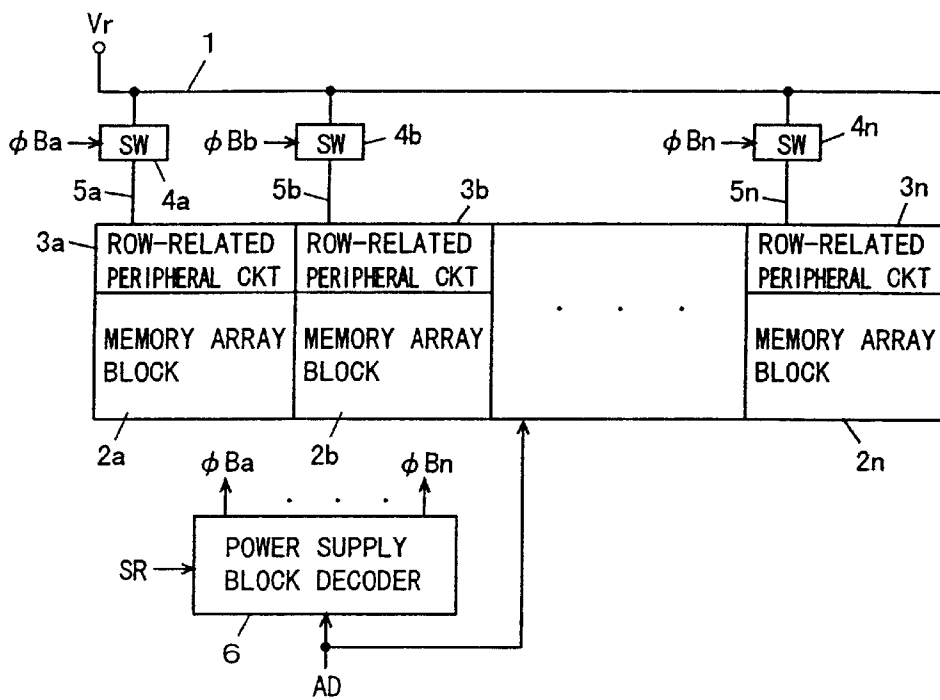 Vr
1
φBa SW φBb SW 4b φBn SW 4n
5a 4a 5b 3b 5n 3n
3a
ROW-RELATED PERIPHERAL CKT
ROW-RELATED PERIPHERAL CKT
ROW-RELATED PERIPHERAL CKT
MEMORY ARRAY BLOCK
MEMORY ARRAY BLOCK
. . .
MEMORY ARRAY BLOCK
2a φBa 2b φBn 2n
. . .
SR
POWER SUPPLY
BLOCK DECODER
6
AD